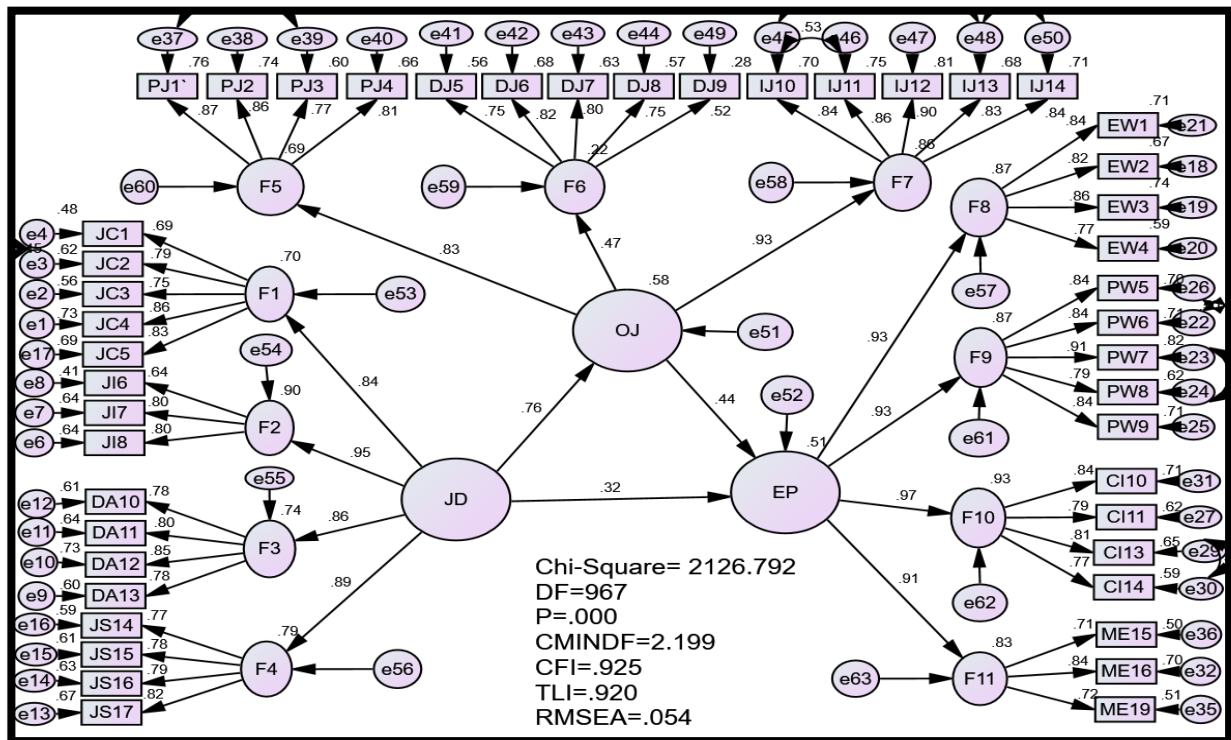 e37 e38 e39 e40 e41 e42 e43 e44 e49 e45 .53 e46 e47 e48 e50
.76 .74 .60 .66 .56 .68 .63 .57 .28 .70 .75 .81 .68 .71
PJ1` PJ2 PJ3 PJ4 DJ5 DJ6 DJ7 DJ8 DJ9 IJ10 IJ11 IJ12 IJ13 IJ14
.87 .86 .77 .81 .75 .82 .80 .75 .52 .84 .86 .90 .83 .84
.69 .22 .86
e60 F5 e59 F6 e58 F7
.83 .47 .93
.71
.84 EW1 e21
.67
.87 .82 EW2 e18
.74
F8 .86 EW3 e19
.59
.77 EW4 e20
e57
.48
e4 JC1 .69
.62
e3 JC2 .79 .70
.56
e2 JC3 .75 F1 e53
.73
e1 JC4 .86
.69
e17 JC5 .83
e54
.41
e8 JI6 .64 .90
.64
e7 JI7 .80 F2
.64
e6 JI8 .80
.84 .95
.58
OJ e51
.76 .44
e52
.93 .93
.84 PW5 .70 e26
.87 .84 PW6 .71 e22
F9 .91 PW7 .82 e23
.79 PW8 .62 e24
.84 PW9 .71 e25
e61
e55
.61
e12 DA10 .78
.64
e11 DA11 .80 .74
.73
e10 DA12 .85 F3 .86
.60
e9 DA13 .78
JD .32 .51 EP
.97 .93
.84 CI10 .71 e31
F10 .79 CI11 .62 e27
.81 CI13 .65 e29
.77 CI14 .59 e30
e62
.89 .91
.59
e16 JS14 .77
.61
e15 JS15 .78 .79
.63
e14 JS16 .79 F4 e56
.67
e13 JS17 .82
Chi-Square= 2126.792
DF=967
P=.000
CMINDF=2.199
CFI=.925
TLI=.920
RMSEA=.054
.83 .71 ME15 .50 e36
e63 F11 .84 ME16 .70 e32
.72 ME19 .51 e35